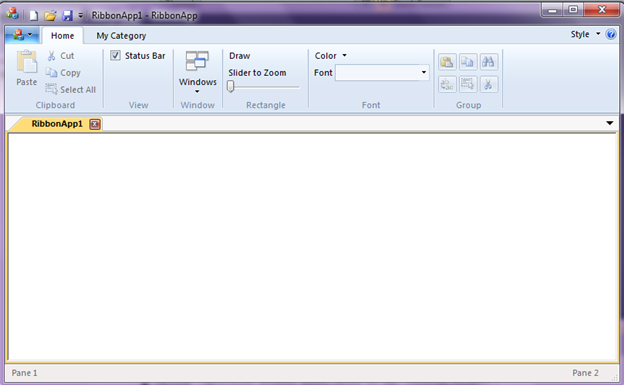 RibbonApp1 - RibbonApp
Home My Category Style
Paste Cut Copy Select All
Clipboard
Status Bar
View
Windows
Window
Draw
Slider to Zoom
Rectangle
Color
Font
Font
Group
RibbonApp1
Pane 1 Pane 2